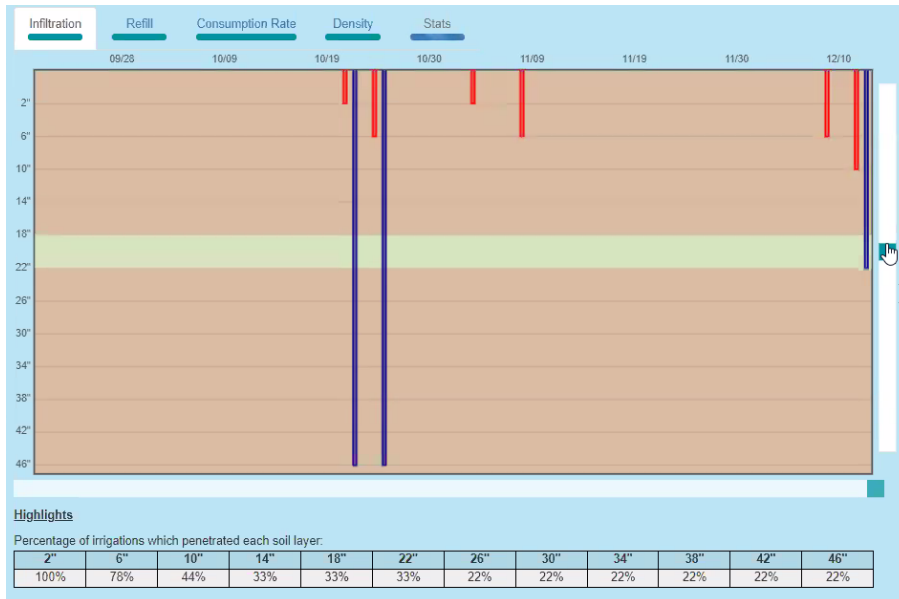 Infiltration Refill Consumption Rate Density Stats
09/28 10/09 10/19 10/30 11/09 11/19 11/30 12/10
2"
6"
10"
14"
18"
22"
26"
30"
34"
38"
42"
46"
Highlights
Percentage of irrigations which penetrated each soil layer:
2" 6" 10" 14" 18" 22" 26" 30" 34" 38" 42" 46"
100% 78% 44% 33% 33% 33% 22% 22% 22% 22% 22% 22%